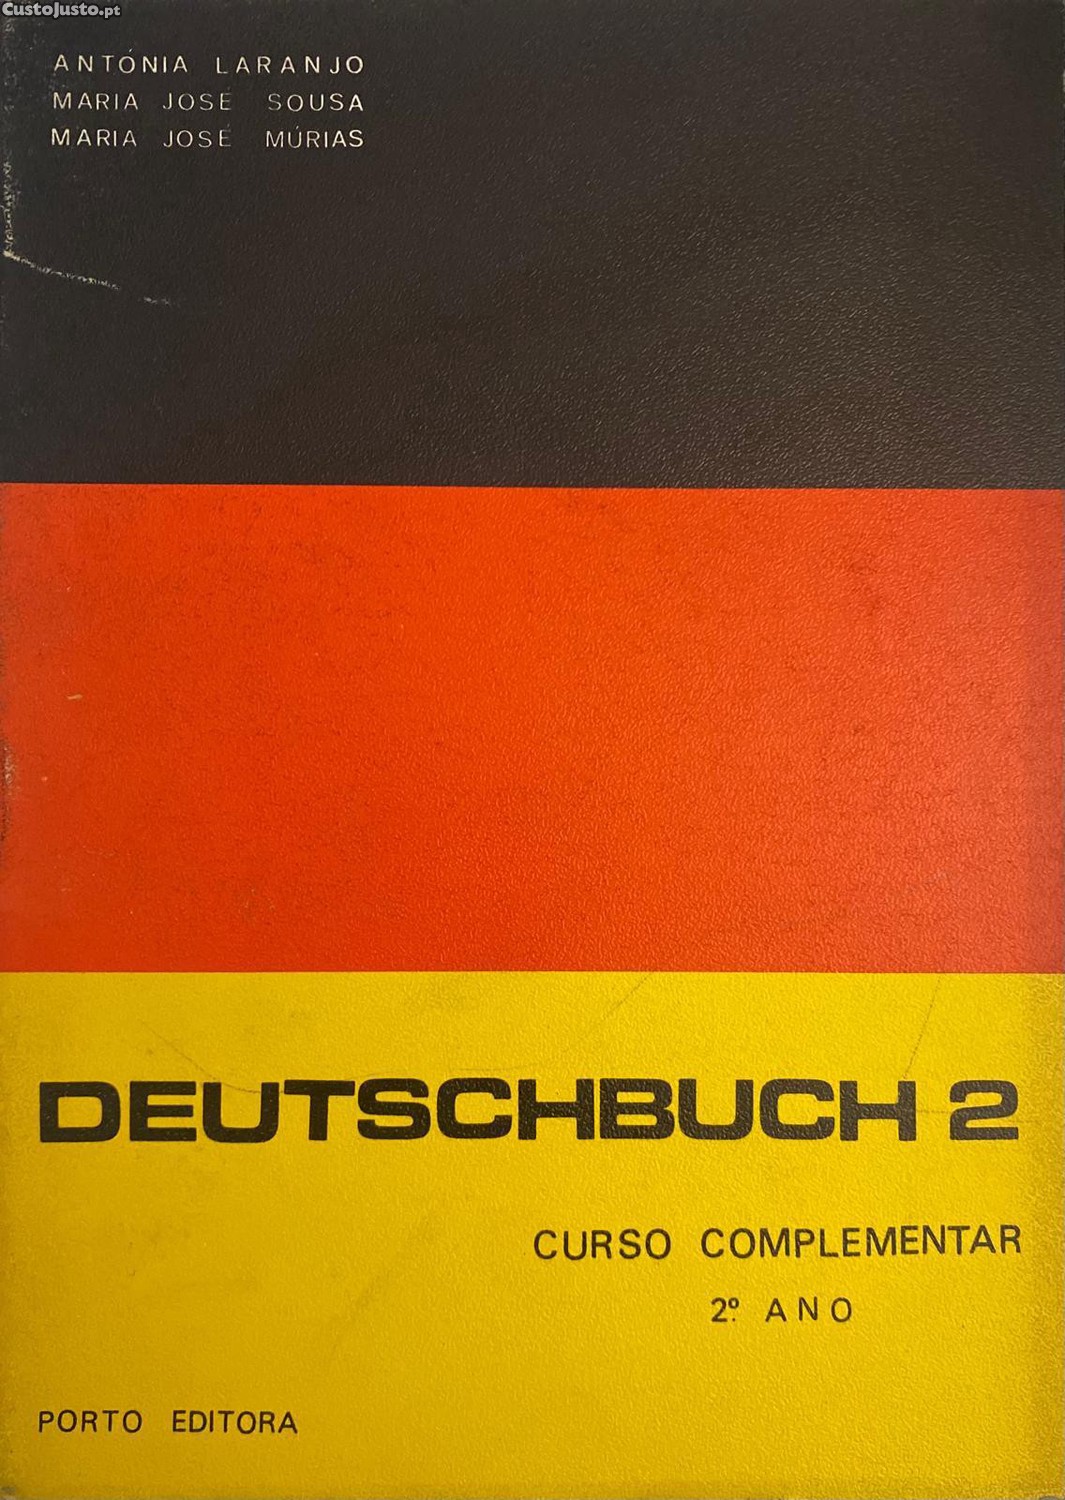 CustoJusto.pt
ANTÓNIA LARANJO
MARIA JOSÉ SOUSA
MARIA JOSÉ MÚRIAS
DEUTSCHBUCH 2
CURSO COMPLEMENTAR
2º. ANO
PORTO EDITORA